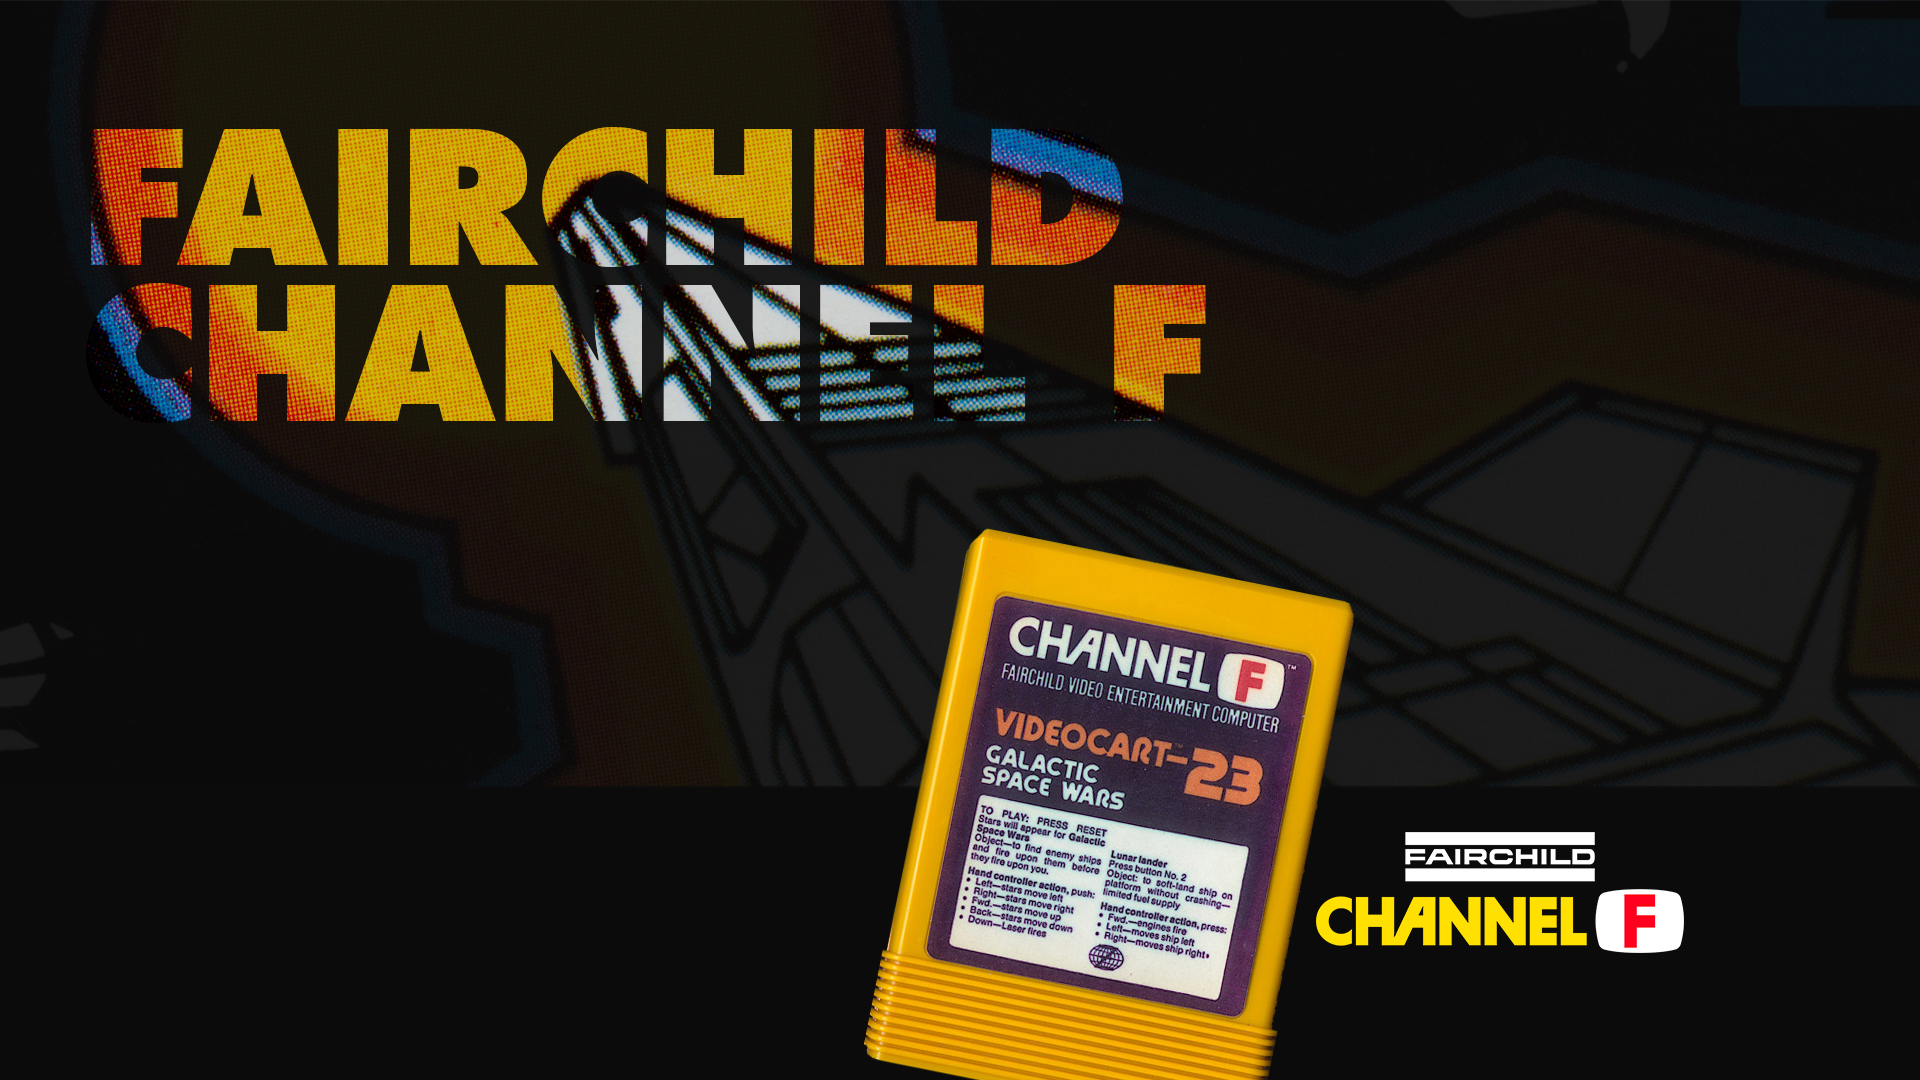 FAIRCHILD
CHANNEL F
CHANNEL F™
FAIRCHILD VIDEO ENTERTAINMENT COMPUTER
VIDEOCART™-23
GALACTIC
SPACE WARS
TO PLAY: PRESS RESET
Stars will appear for Galactic
Space Wars
Object—to find enemy ships
and fire upon them before
they fire upon you.
Hand controller action, push:
• Left—stars move left
• Right—stars move right
• Fwd.—stars move up
• Back—stars move down
• Down—Laser fires
Lunar lander
Press button No. 2
Object: to soft-land ship on
platform without crashing—
limited fuel supply
Hand controller action, press:
• Fwd.—engines fire
• Left—moves ship left
• Right—moves ship right•
FAIRCHILD
CHANNEL F